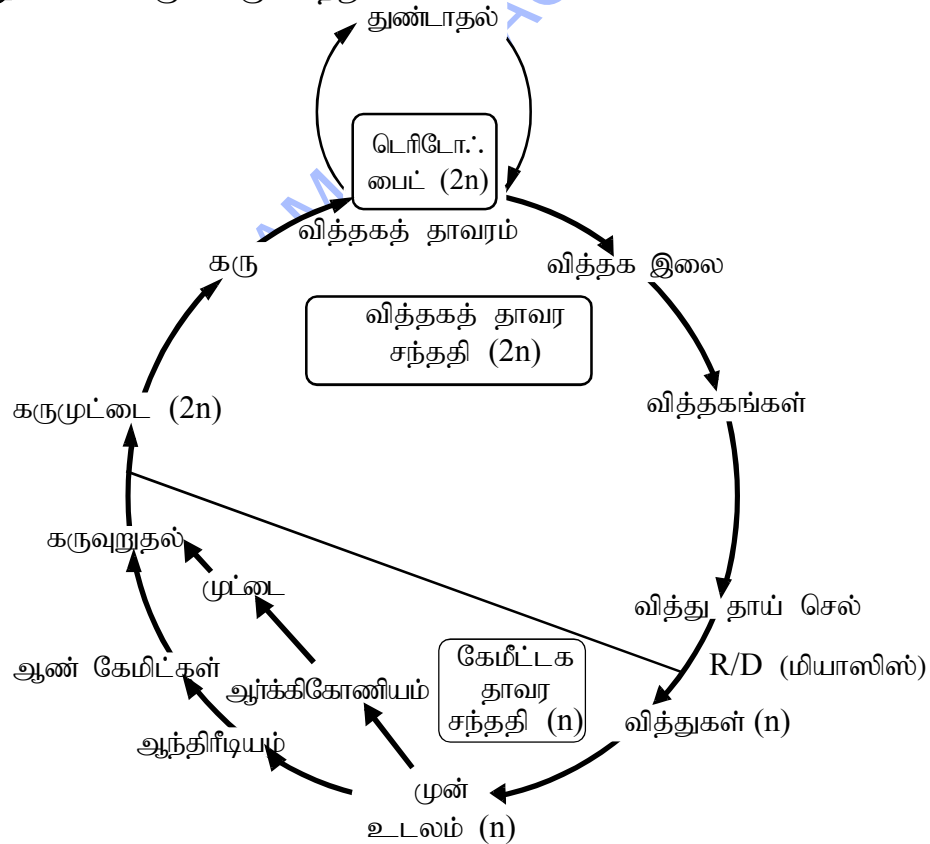 துண்டாதல்
டெரிடோஃ
பைட் (2n)
வித்தகத் தாவரம்
கரு
வித்தக இலை
வித்தகத் தாவர
சந்ததி (2n)
கருமுட்டை (2n)
வித்தகங்கள்
கருவுறுதல்
முட்டை
வித்து தாய் செல்
ஆண் கேமிட்கள்
ஆர்க்கிகோணியம்
கேமீட்டக
தாவர
சந்ததி (n)
R/D (மியாஸிஸ்)
வித்துகள் (n)
ஆந்திரீடியம்
முன்
உடலம் (n)